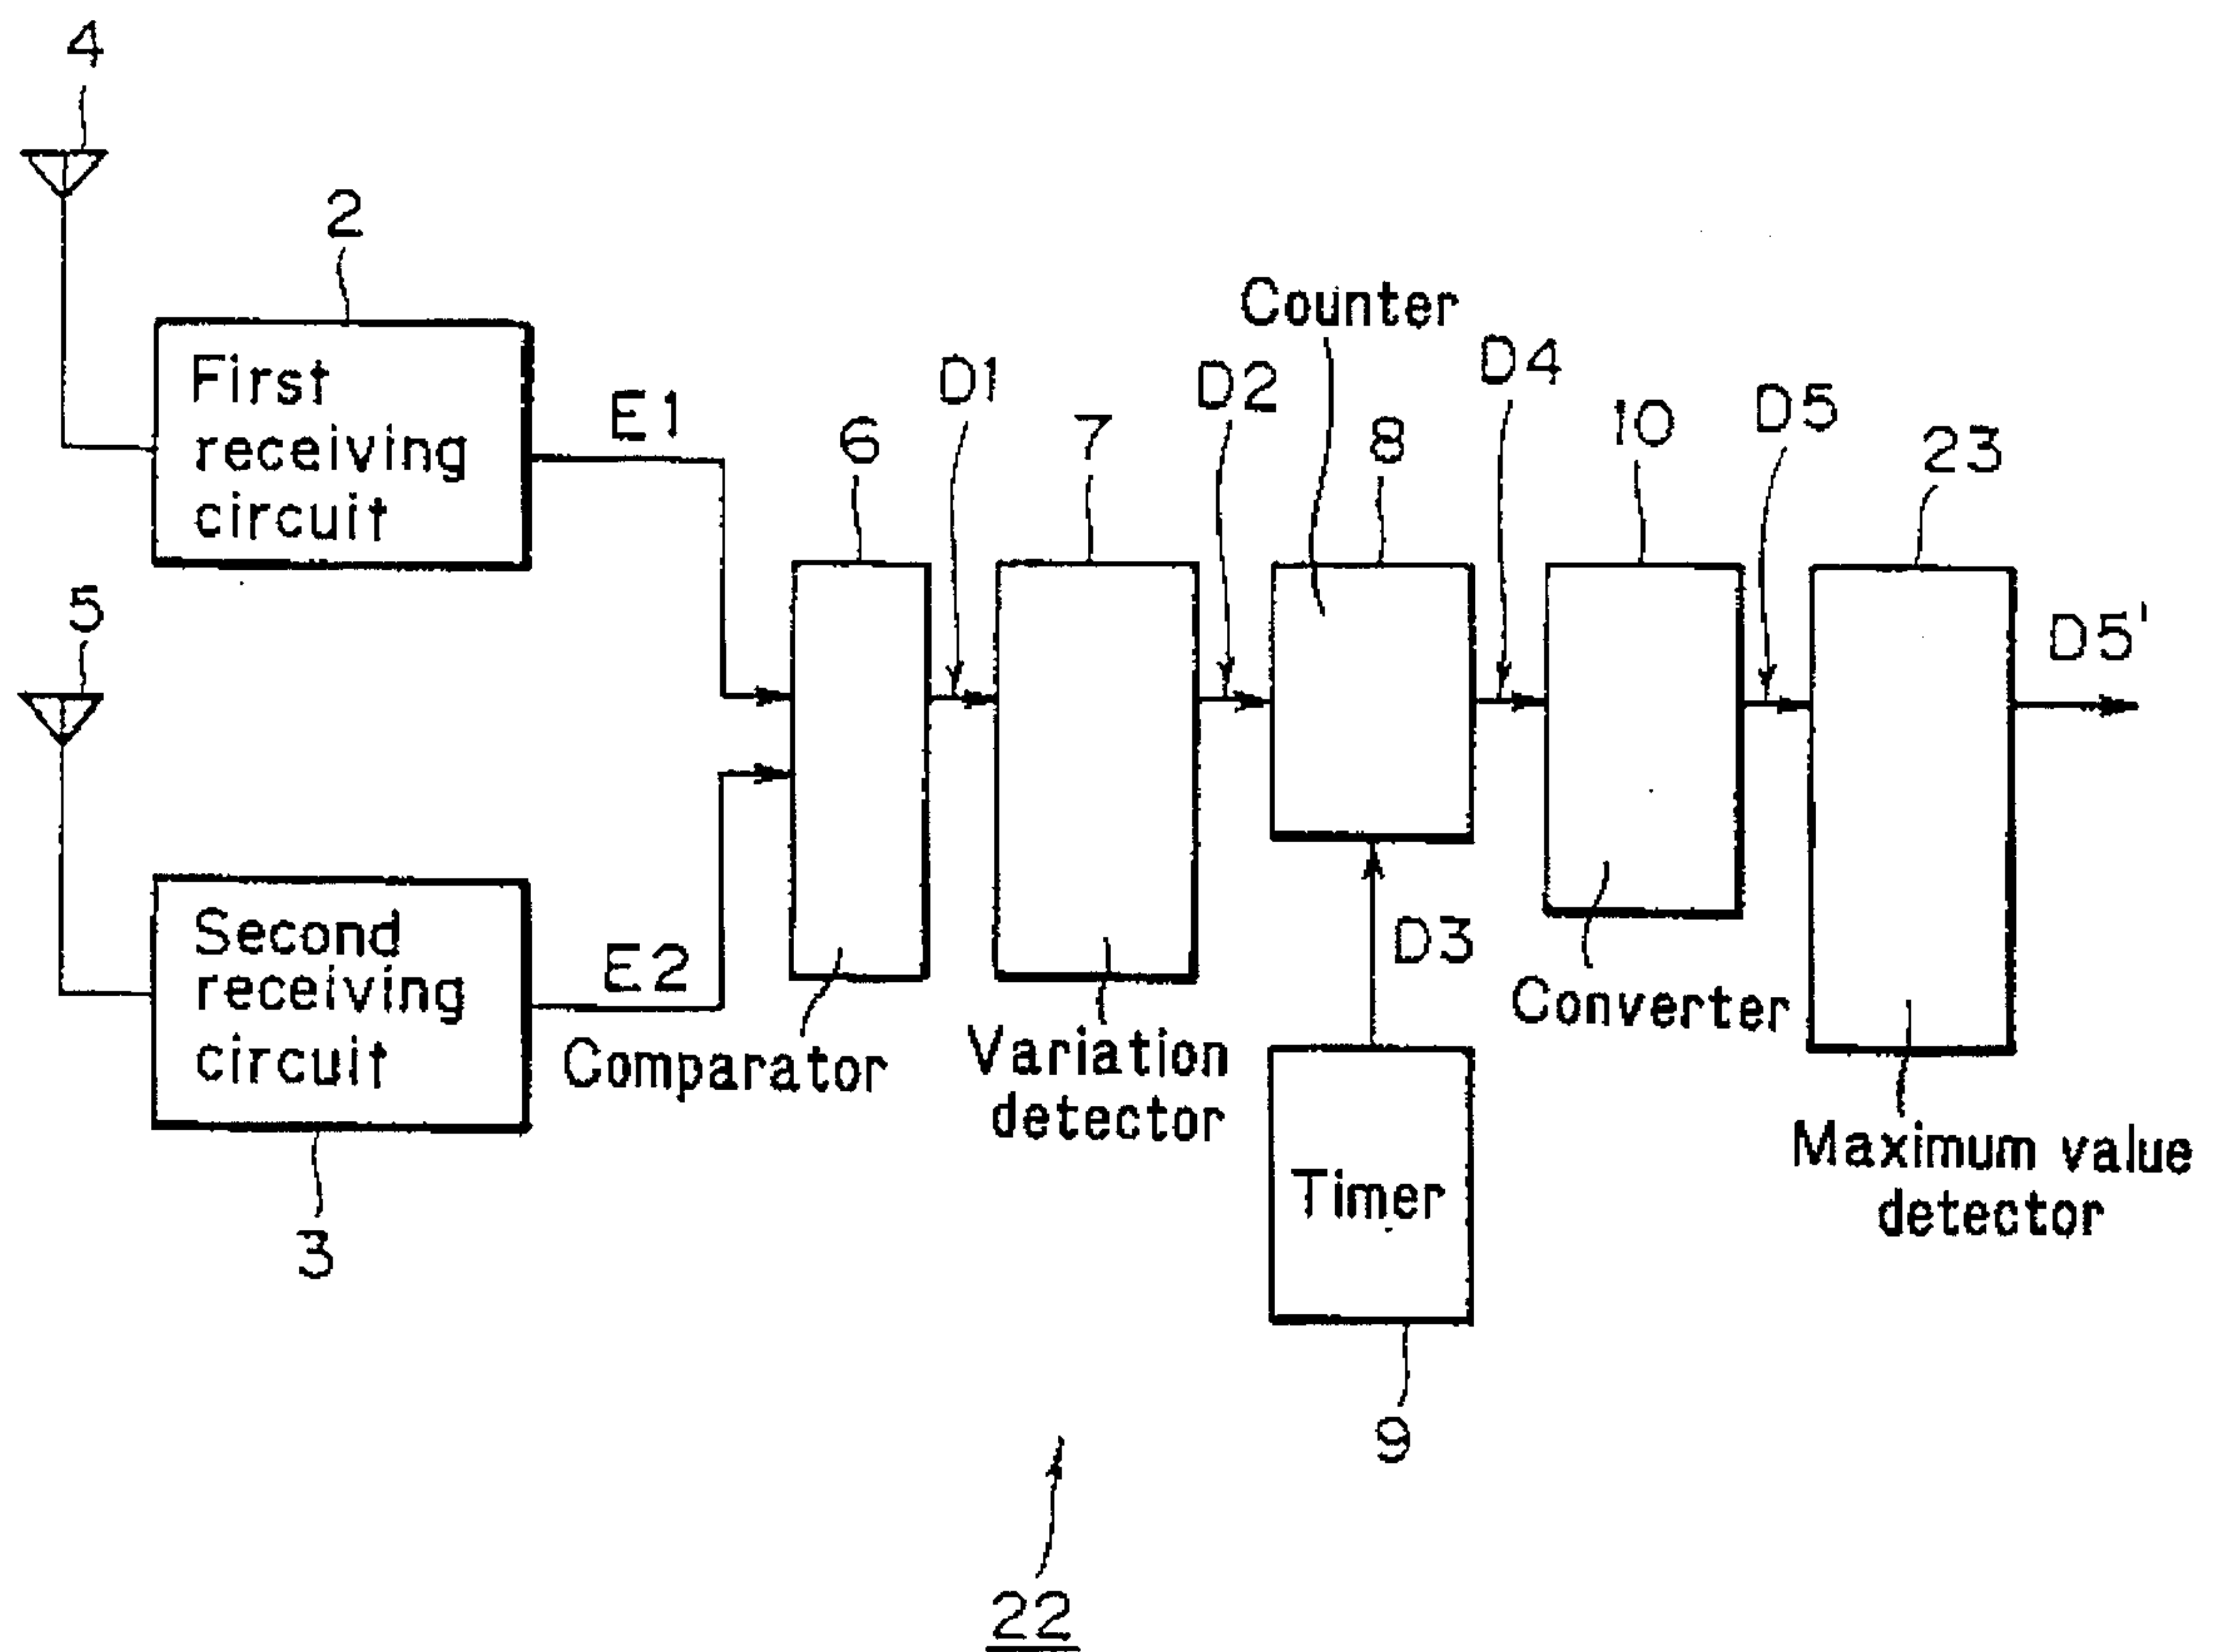 4
2
First
receiving
circuit
E1
5
Second
receiving
circuit
E2
3
6
Comparator
D1
7
Variation
detector
D2
Counter
8
D3
Timer
9
D4
10
Converter
D5
23
Maximum value
detector
D5'
22